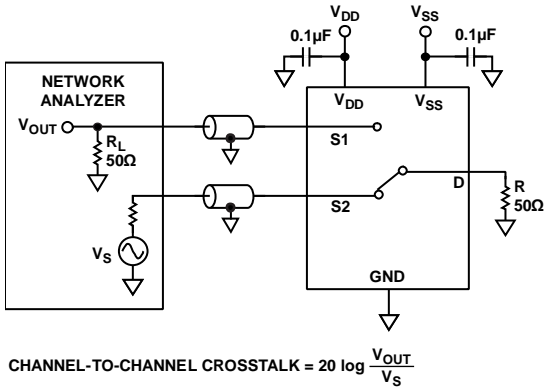 V_DD V_SS
0.1µF 0.1µF
NETWORK
ANALYZER
V_OUT
R_L
50Ω
V_S
V_DD V_SS
S1
S2
D
R
50Ω
GND
CHANNEL-TO-CHANNEL CROSSTALK = 20 log V_OUT / V_S